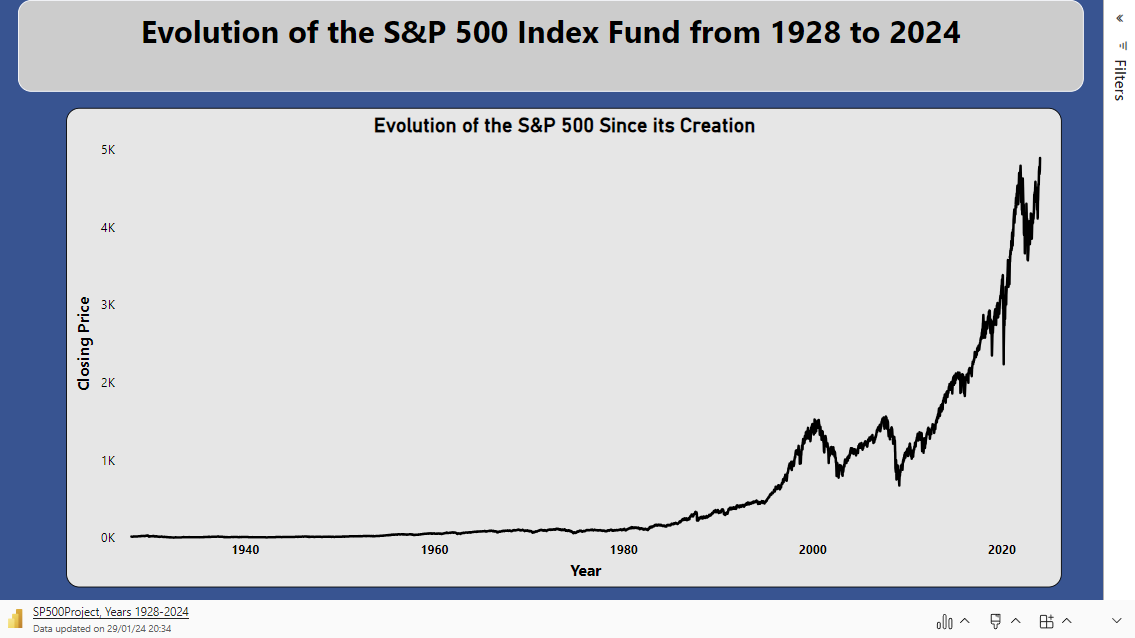 Evolution of the S&P 500 Index Fund from 1928 to 2024
Filters
Evolution of the S&P 500 Since its Creation
5K
4K
3K
2K
1K
0K
Closing Price
1940 1960 1980 2000 2020
Year
SP500Project, Years 1928-2024
Data updated on 29/01/24 20:34